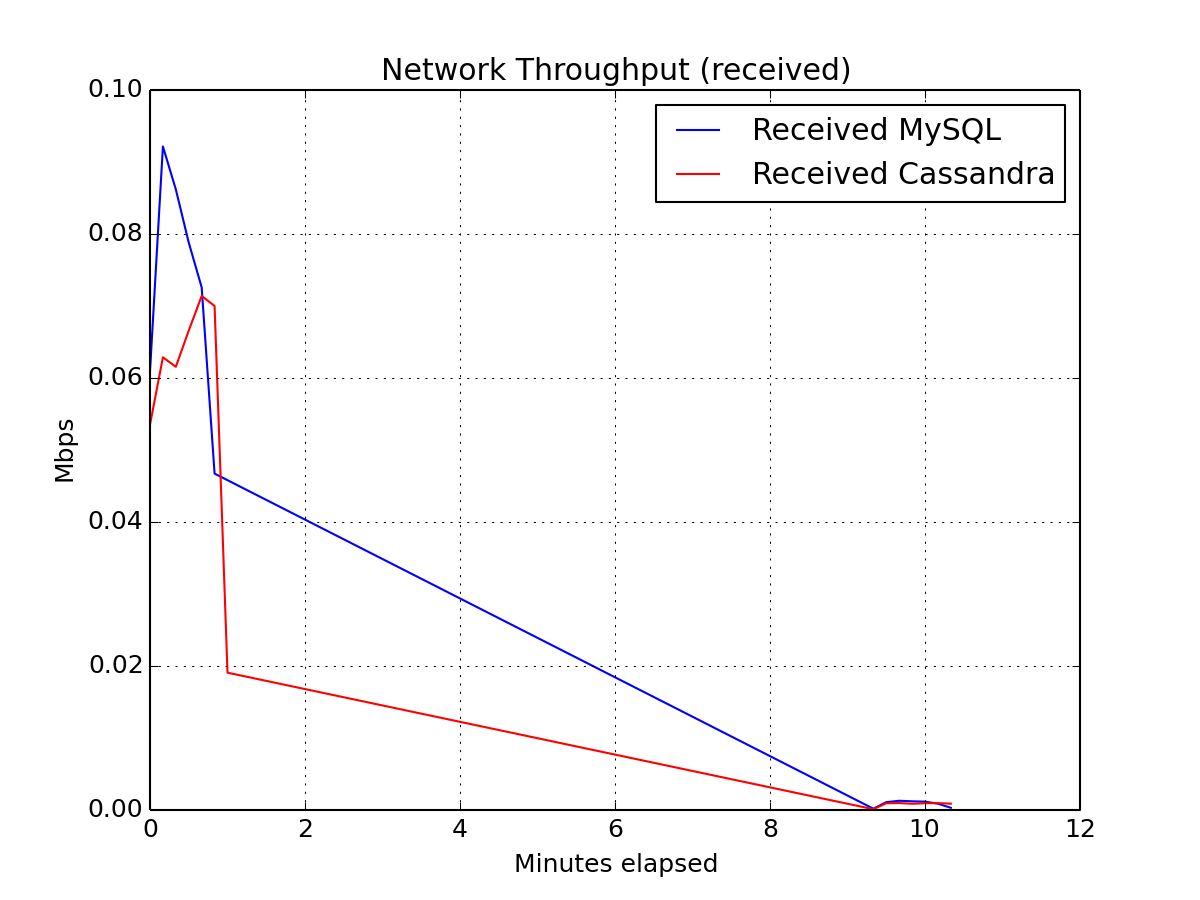 Network Throughput (received)
0.10
0.08
0.06
0.04
0.02
0.00
Mbps
Received MySQL
Received Cassandra
0 2 4 6 8 10 12
Minutes elapsed